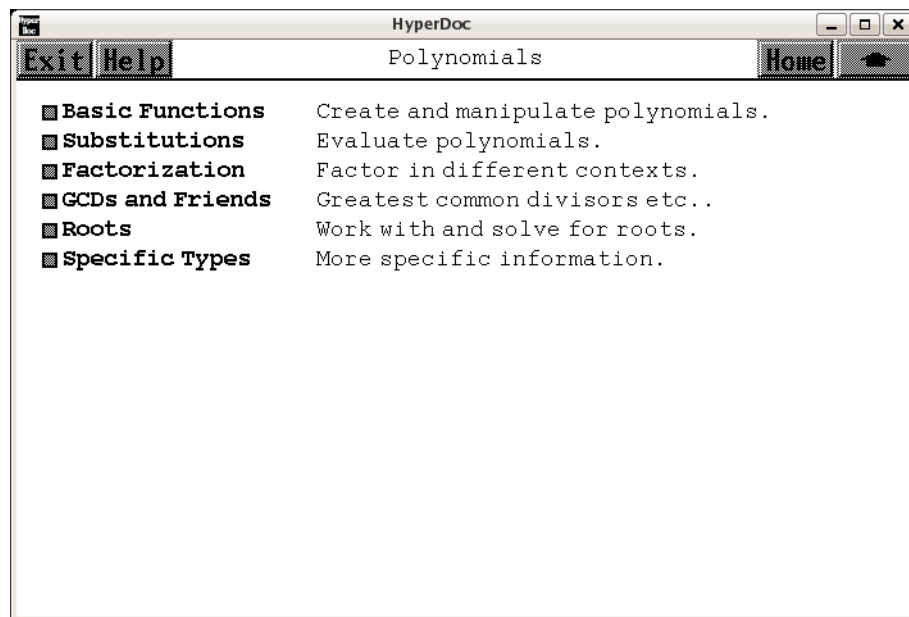 Hyper Doc
HyperDoc
Exit Help Polynomials Home
Basic Functions Create and manipulate polynomials.
Substitutions Evaluate polynomials.
Factorization Factor in different contexts.
GCDs and Friends Greatest common divisors etc..
Roots Work with and solve for roots.
Specific Types More specific information.